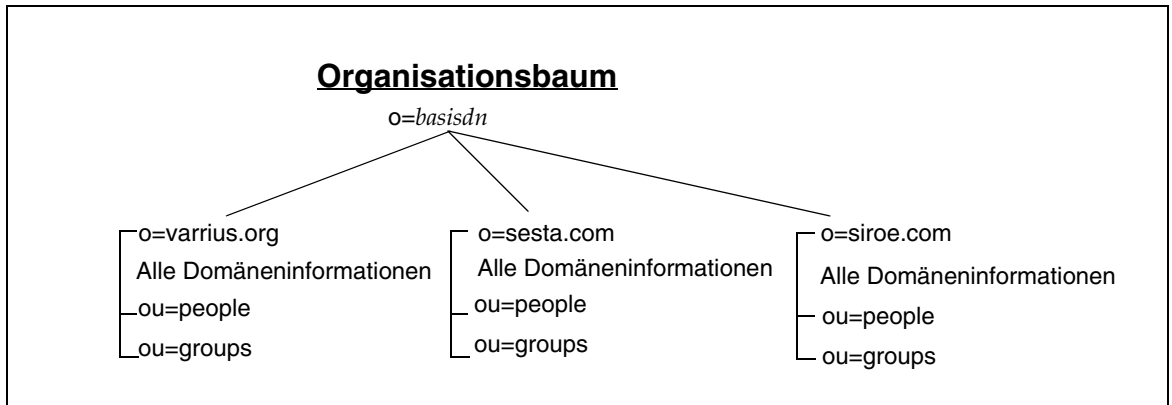 Organisationsbaum
o=basisdn
o=varrius.org
Alle Domäneninformationen
ou=people
ou=groups
o=sesta.com
Alle Domäneninformationen
ou=people
ou=groups
o=siroe.com
Alle Domäneninformationen
ou=people
ou=groups